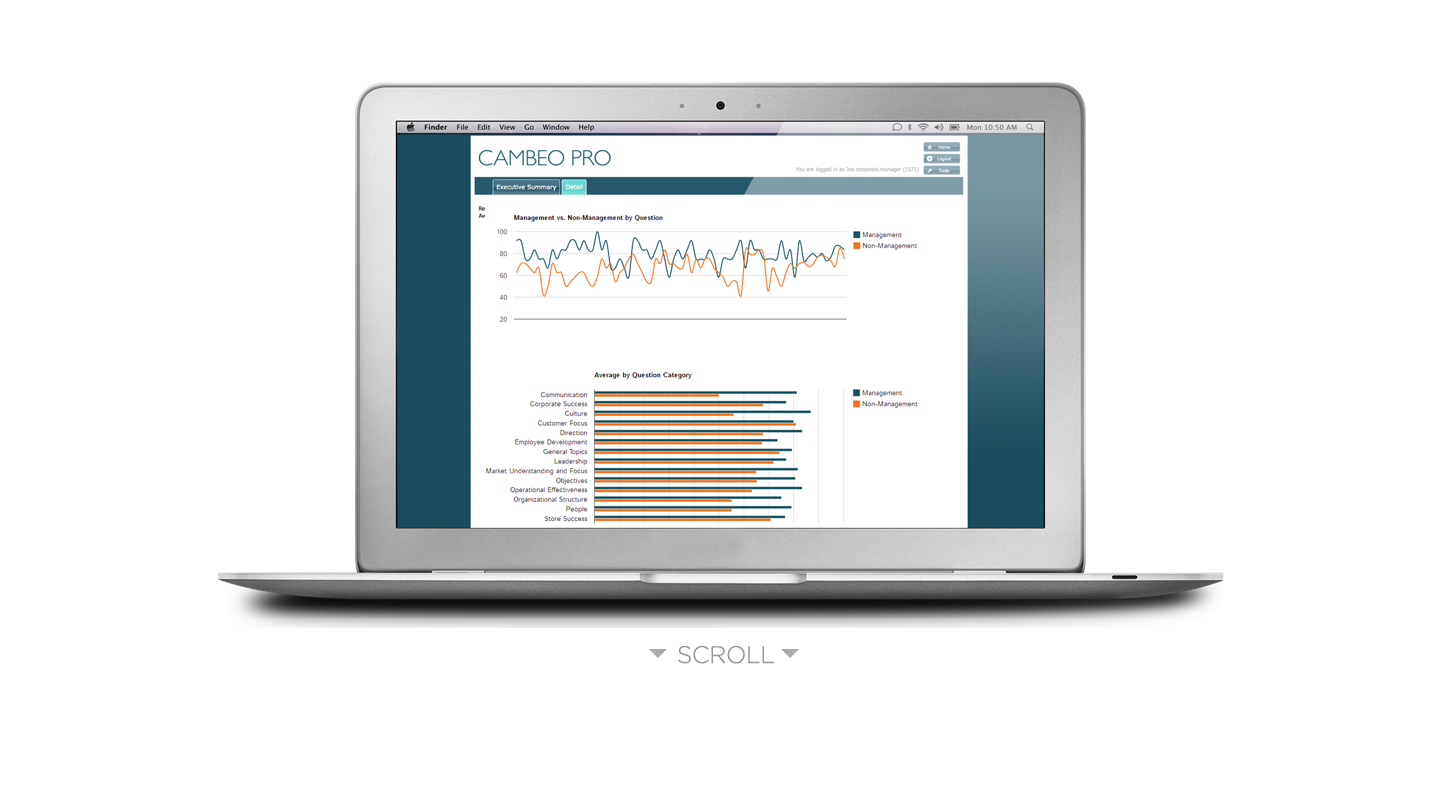 Finder File Edit View Go Window Help Mon 10:50 AM
CAMBEO PRO
Home
Logout
You are logged in as Joe corporate.manager (1571)
Tools
Executive Summary Detail
Re
Av
Management vs. Non-Management by Question
100
80
60
40
20
Management
Non-Management
Average by Question Category
Communication
Corporate Success
Culture
Customer Focus
Direction
Employee Development
General Topics
Leadership
Market Understanding and Focus
Objectives
Operational Effectiveness
Organizational Structure
People
Store Success
Management
Non-Management
SCROLL